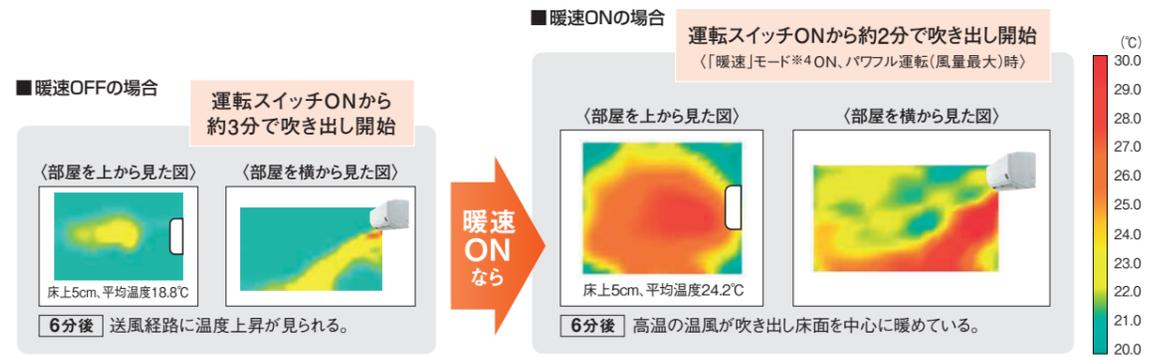 ■暖速OFFの場合
運転スイッチONから
約3分で吹き出し開始
〈部屋を上から見た図〉
〈部屋を横から見た図〉
床上5cm、平均温度18.8℃
6分後 送風経路に温度上昇が見られる。
暖速
ON
なら
■暖速ONの場合
運転スイッチONから約2分で吹き出し開始
〈「暖速」モード※4ON、パワフル運転(風量最大)時〉
〈部屋を上から見た図〉
〈部屋を横から見た図〉
床上5cm、平均温度24.2℃
6分後 高温の温風が吹き出し床面を中心に暖めている。
(℃)
30.0
29.0
28.0
27.0
26.0
25.0
24.0
23.0
22.0
21.0
20.0